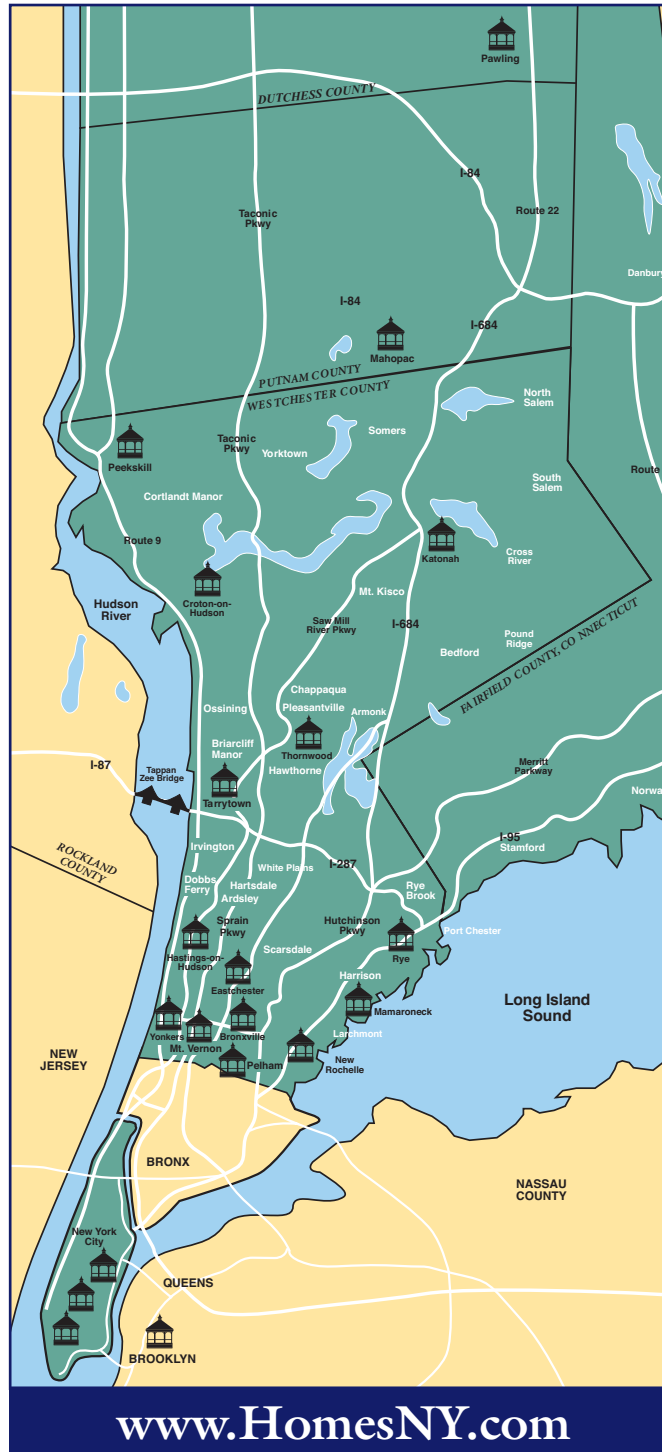 Pawling
DUTCHESS COUNTY
I-84
Taconic
Pkwy
Route 22
Danbury
I-84
I-684
Mahopac
PUTNAM COUNTY
WESTCHESTER COUNTY
North
Salem
Somers
Taconic
Pkwy
Yorktown
Peekskill
South
Salem
Route
Cortlandt Manor
Route 9
Katonah
Cross
River
Croton-on-
Hudson
Mt. Kisco
Hudson
River
Saw Mill
River Pkwy
I-684
Pound
Ridge
Bedford
FAIRFIELD COUNTY, CO NNECTICUT
Chappaqua
Ossining
Pleasantville
Armonk
Briarcliff
Manor
Thornwood
Hawthorne
I-87
Tappan
Zee Bridge
Merritt
Parkway
Tarrytown
Norwa
I-95
Stamford
Irvington
ROCKLAND
COUNTY
White Plains
I-287
Dobbs
Ferry
Hartsdale
Ardsley
Rye
Brook
Sprain
Pkwy
Hutchinson
Pkwy
Port Chester
Scarsdale
Hastings-on-
Hudson
Rye
Harrison
Eastchester
Long Island
Sound
Mamaroneck
Yonkers
Bronxville
Larchmont
Mt. Vernon
NEW
JERSEY
Pelham
New
Rochelle
BRONX
NASSAU
COUNTY
New York
City
QUEENS
BROOKLYN
www.HomesNY.com